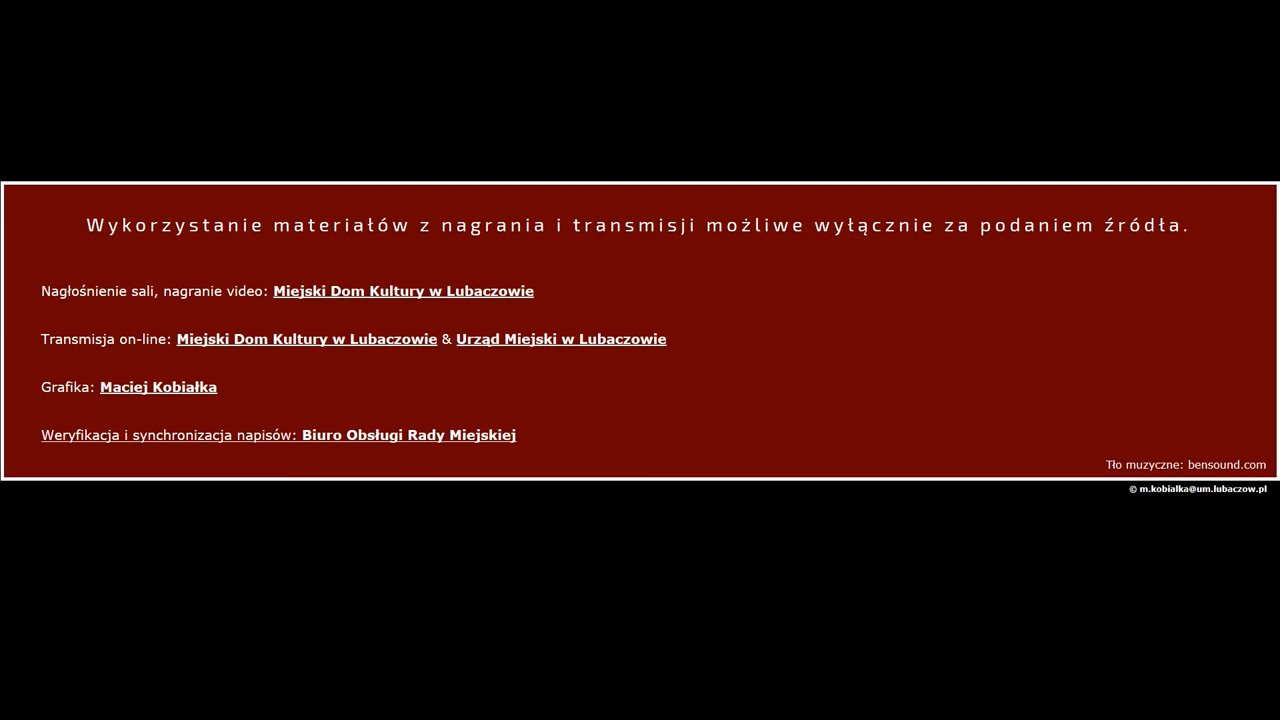 Wykorzystanie materiałów z nagrania i transmisji możliwe wyłącznie za podaniem źródła.
Nagłośnienie sali, nagranie video: Miejski Dom Kultury w Lubaczowie
Transmisja on-line: Miejski Dom Kultury w Lubaczowie & Urząd Miejski w Lubaczowie
Grafika: Maciej Kobiałka
Weryfikacja i synchronizacja napisów: Biuro Obsługi Rady Miejskiej
Tło muzyczne: bensound.com
© m.kobialka@um.lubaczow.pl